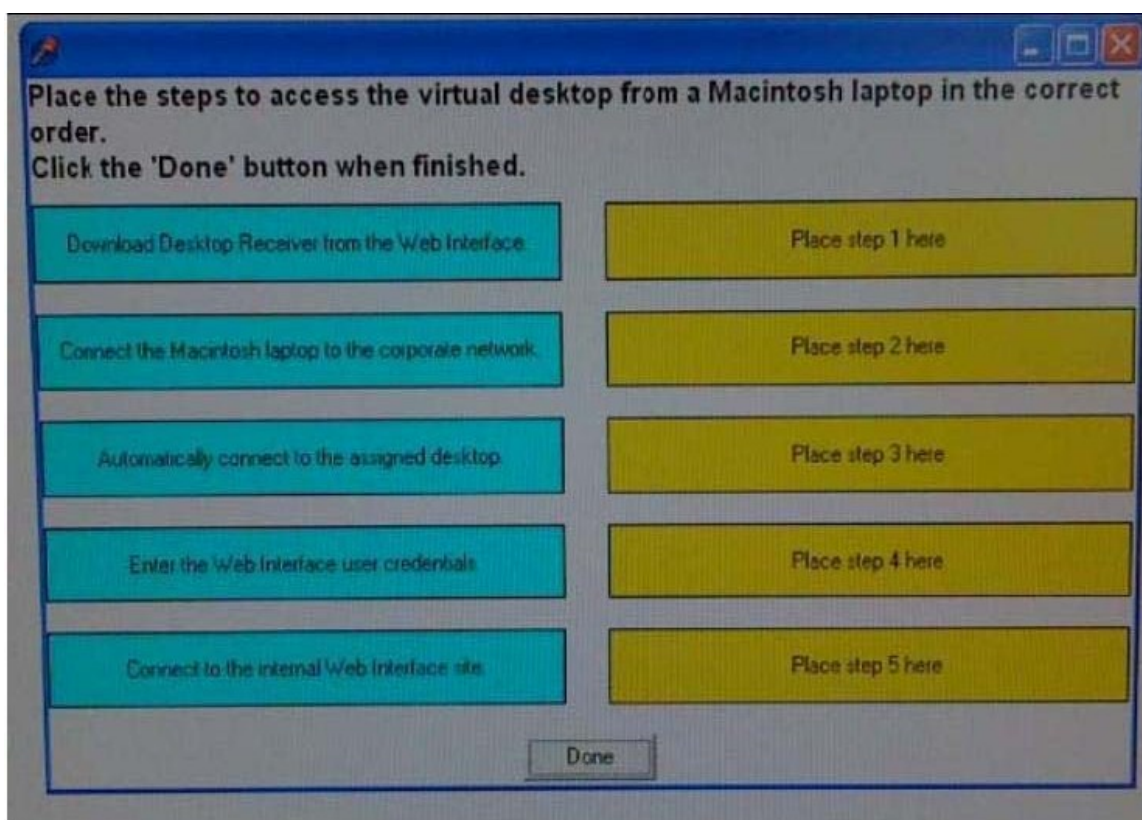 Place the steps to access the virtual desktop from a Macintosh laptop in the correct
order.
Click the 'Done' button when finished.
Download Desktop Receiver from the Web Interface.
Place step 1 here
Connect the Macintosh laptop to the corporate network.
Place step 2 here
Automatically connect to the assigned desktop.
Place step 3 here
Enter the Web Interface user credentials.
Place step 4 here
Connect to the internal Web Interface site.
Place step 5 here
Done